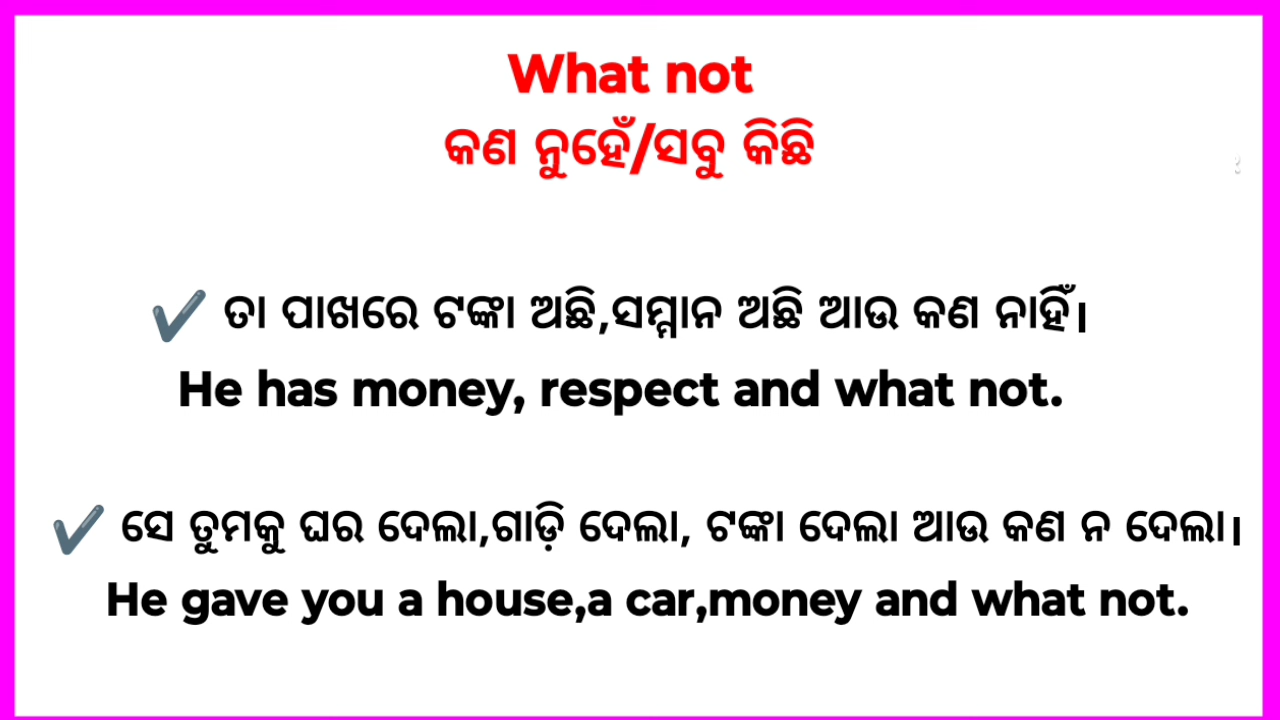 What not
କଣ ନୁହେଁ/ସବୁ କିଛି
✔️ ତା ପାଖରେ ଟଙ୍କା ଅଛି,ସମ୍ମାନ ଅଛି ଆଉ କଣ ନାହିଁ।
He has money, respect and what not.
✔️ ସେ ତୁମକୁ ଘର ଦେଲା,ଗାଡ଼ି ଦେଲା, ଟଙ୍କା ଦେଲା ଆଉ କଣ ନ ଦେଲା।
He gave you a house,a car,money and what not.